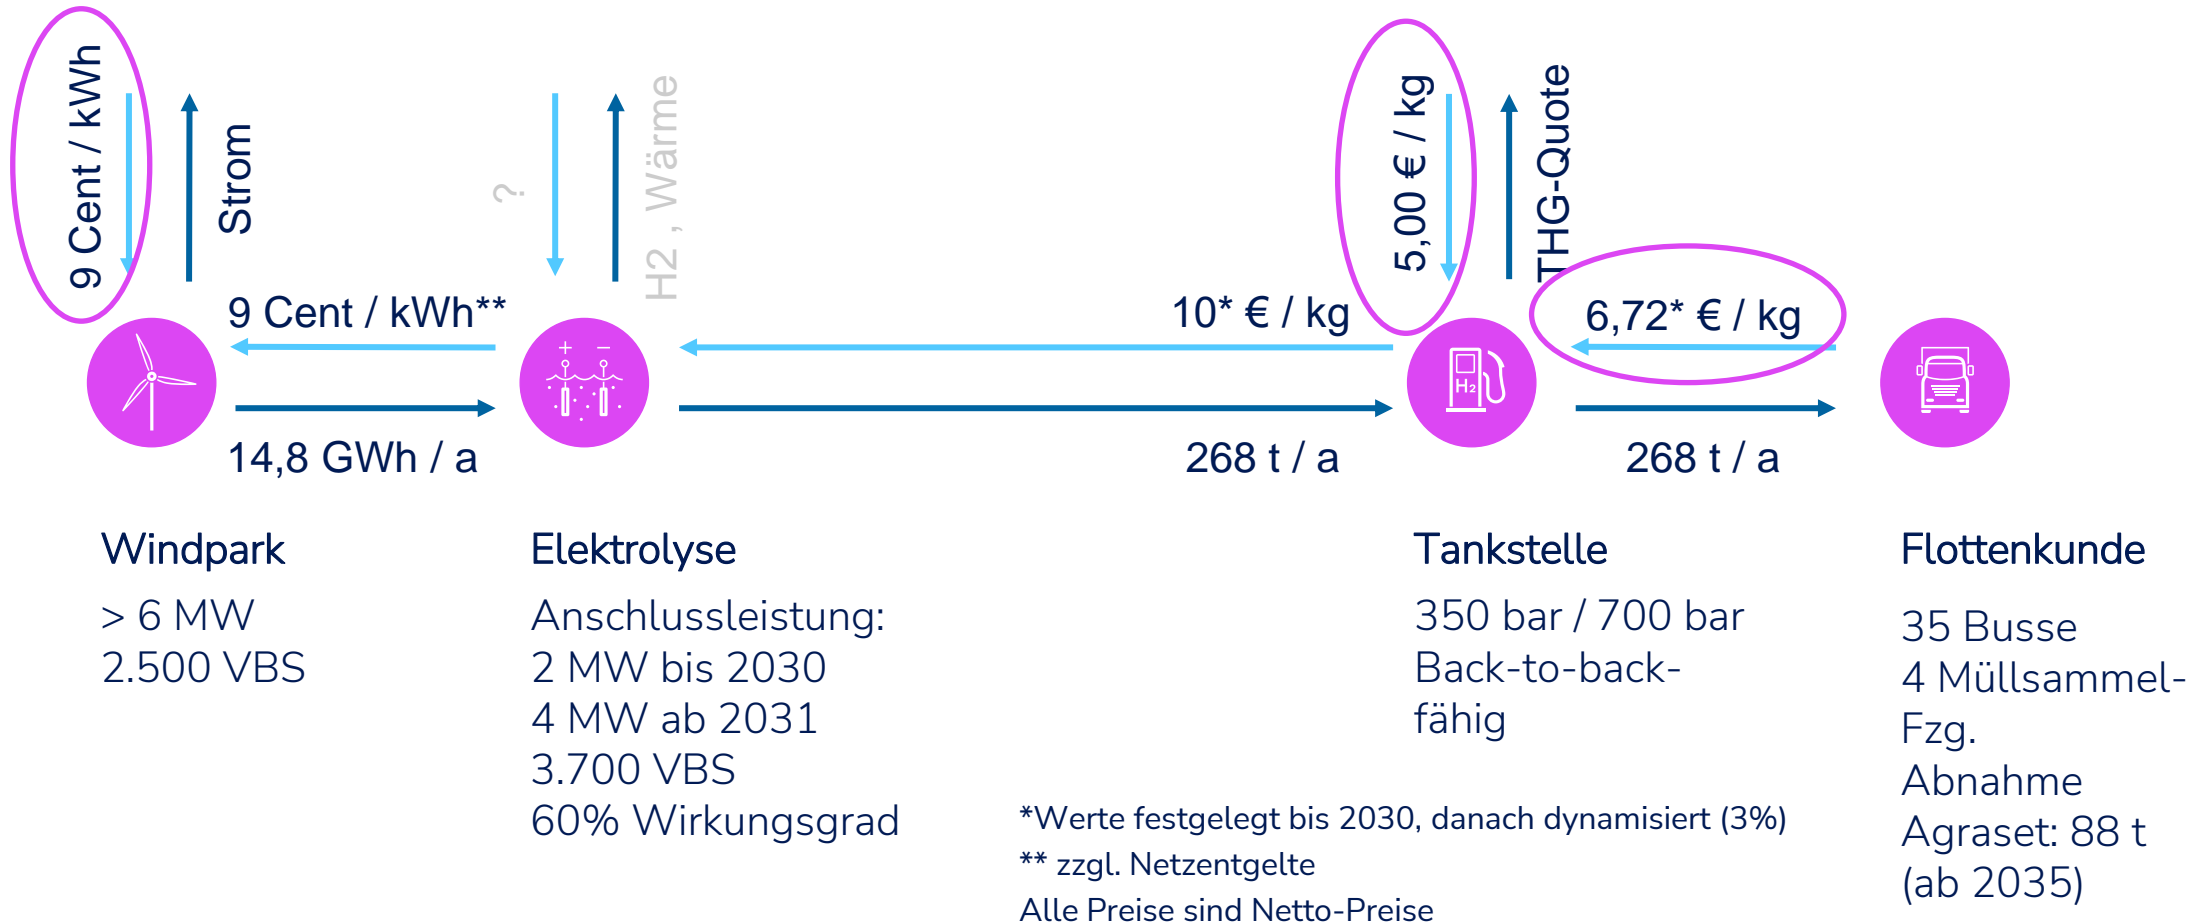 9 Cent / kWh
Strom
?
H2 , Wärme
5,00 € / kg
THG-Quote
9 Cent / kWh**
10* € / kg
6,72* € / kg
+ −
H2
14,8 GWh / a
268 t / a
268 t / a
Windpark
> 6 MW
2.500 VBS
Elektrolyse
Anschlussleistung:
2 MW bis 2030
4 MW ab 2031
3.700 VBS
60% Wirkungsgrad
Tankstelle
350 bar / 700 bar
Back-to-back-
fähig
Flottenkunde
35 Busse
4 Müllsammel-
Fzg.
Abnahme
Agraset: 88 t
(ab 2035)
*Werte festgelegt bis 2030, danach dynamisiert (3%)
** zzgl. Netzentgelte
Alle Preise sind Netto-Preise